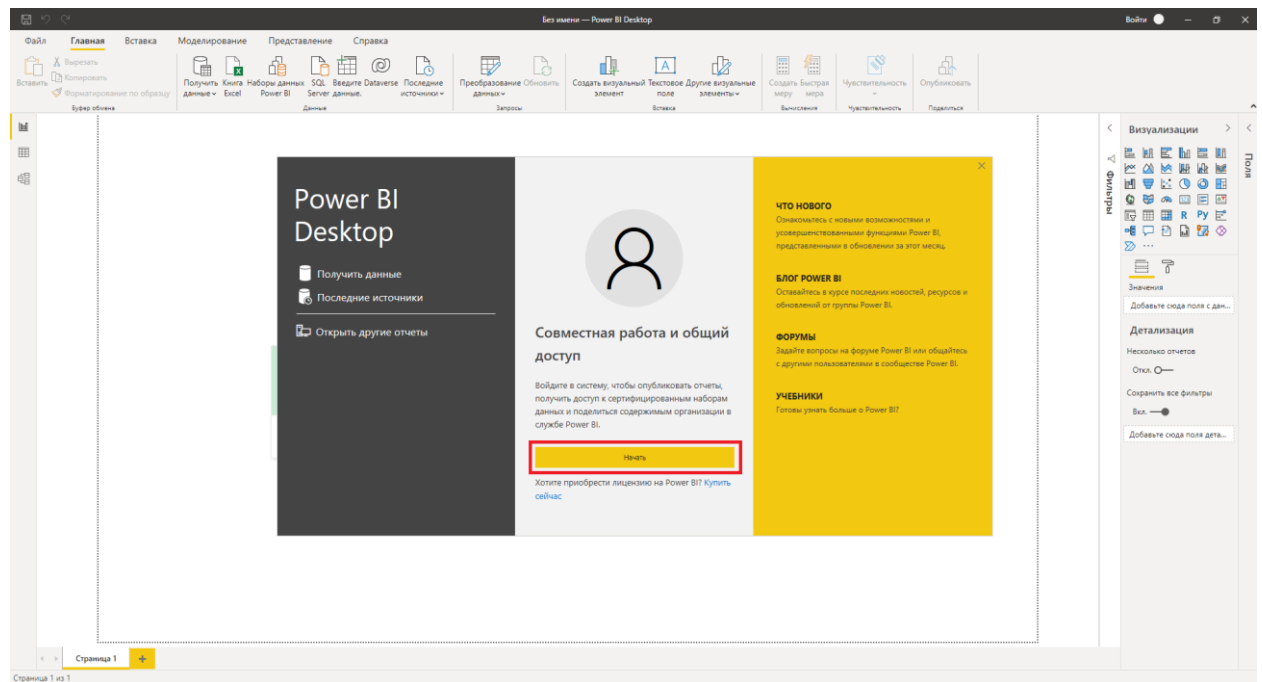 Без имени — Power BI Desktop
Войти
Файл Главная Вставка Моделирование Представление Справка
Вставить
Вырезать
Копировать
Форматирование по образцу
Буфер обмена
Получить данные
Книга Excel
Наборы данных Power BI
SQL Server
Введите данные.
Dataverse
Последние источники
Данные
Преобразование данных
Обновить
Запросы
Создать визуальный элемент
Текстовое поле
Другие визуальные элементы
Вставка
Создать меру
Быстрая мера
Вычисления
Чувствительность
Чувствительность
Опубликовать
Поделиться
Power BI
Desktop
Получить данные
Последние источники
Открыть другие отчеты
Совместная работа и общий
доступ
Войдите в систему, чтобы опубликовать отчеты,
получить доступ к сертифицированным наборам
данных и поделиться содержимым организации в
службе Power BI.
Начать
Хотите приобрести лицензию на Power BI? Купить
сейчас
ЧТО НОВОГО
Ознакомьтесь с новыми возможностями и
усовершенствованными функциями Power BI,
представленными в обновлении за этот месяц.
БЛОГ POWER BI
Оставайтесь в курсе последних новостей, ресурсов и
обновлений от группы Power BI.
ФОРУМЫ
Задайте вопросы на форуме Power BI или общайтесь
с другими пользователями в сообществе Power BI.
УЧЕБНИКИ
Готовы узнать больше о Power BI?
Фильтры
Визуализации
R Py
Значения
Добавьте сюда поля с дан...
Детализация
Несколько отчетов
Откл.
Сохранить все фильтры
Вкл.
Добавьте сюда поля дета...
Поля
Страница 1
Страница 1 из 1